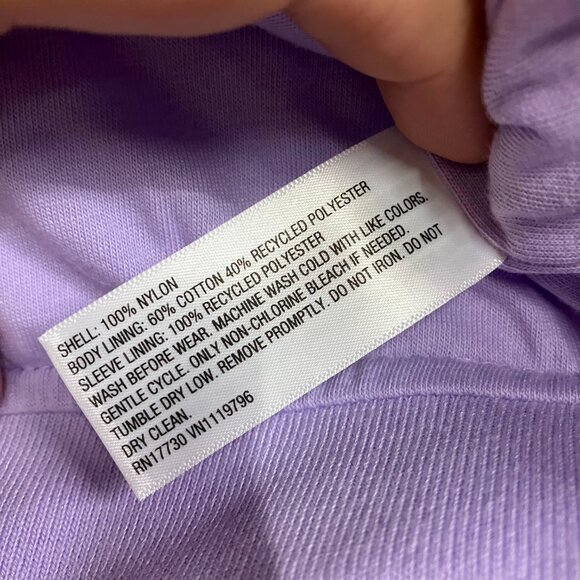 SHELL: 100% NYLON
BODY LINING: 60% COTTON 40% RECYCLED POLYESTER
SLEEVE LINING: 100% RECYCLED POLYESTER
WASH BEFORE WEAR. MACHINE WASH COLD WITH LIKE COLORS.
GENTLE CYCLE. ONLY NON-CHLORINE BLEACH IF NEEDED.
TUMBLE DRY LOW. REMOVE PROMPTLY. DO NOT IRON. DO NOT
DRY CLEAN.
RN17730 VN1119796